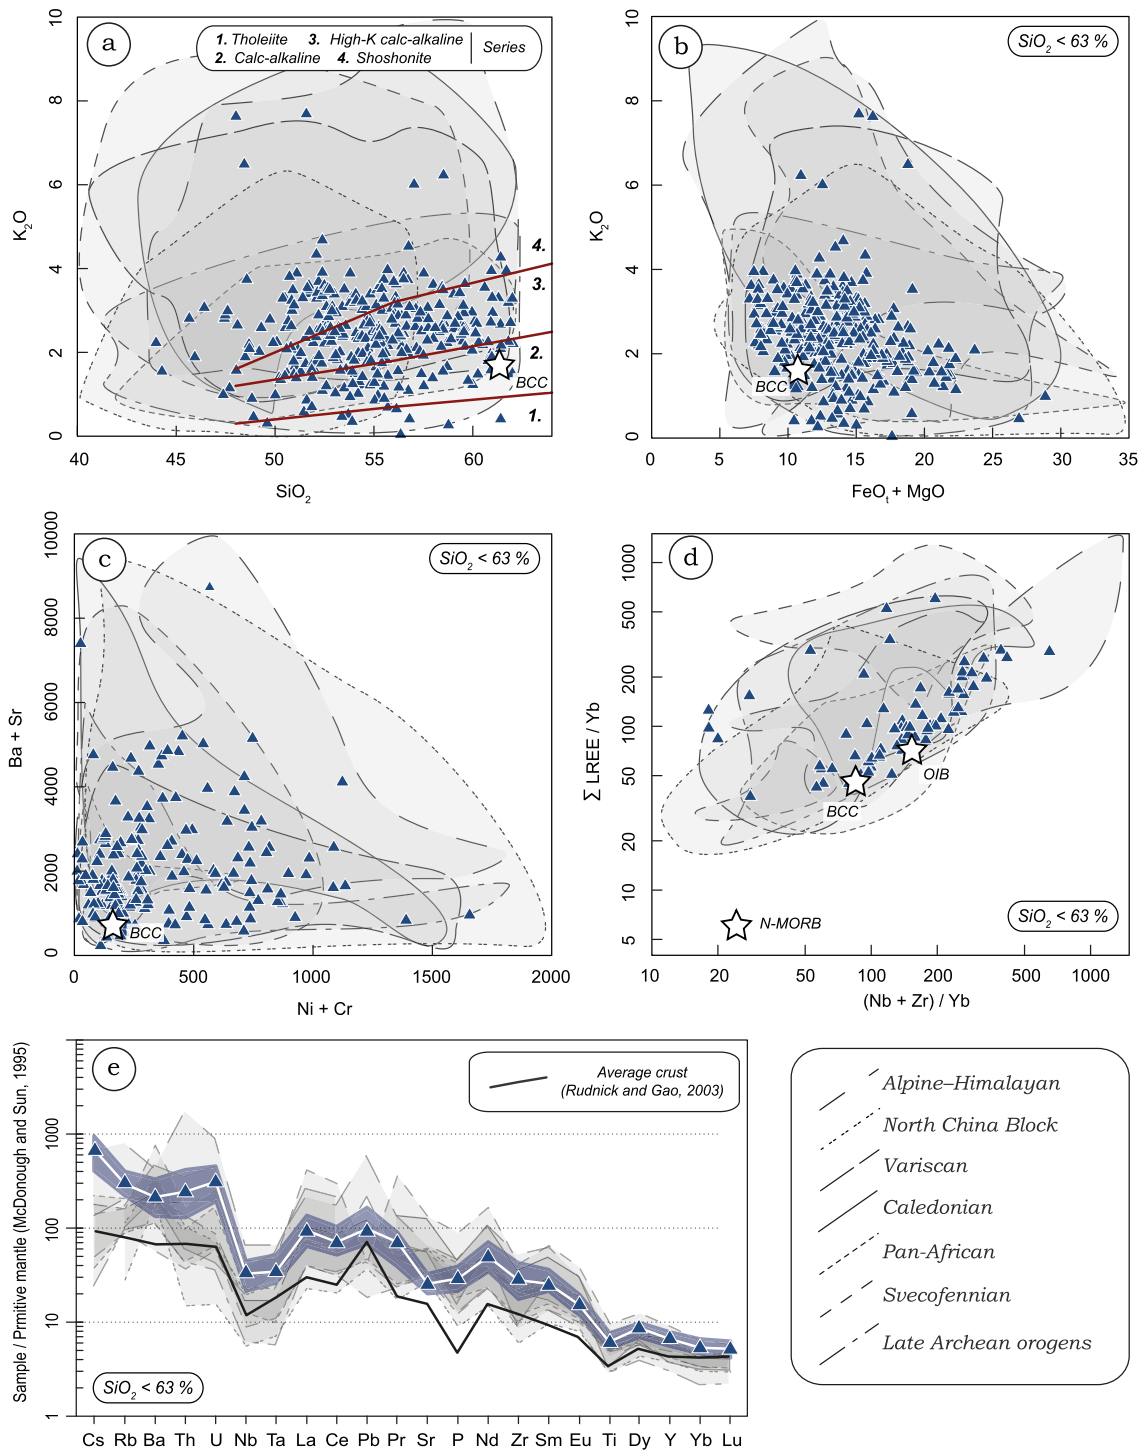 a
1. Tholeiite 3. High-K calc-alkaline
2. Calc-alkaline 4. Shoshonite
Series
K2O
10
8
6
4
2
0
4.
3.
2.
1.
BCC
40 45 50 55 60
SiO2
b
SiO2 < 63 %
K2O
10
8
6
4
2
0
BCC
0 5 10 15 20 25 30 35
FeOt + MgO
c
SiO2 < 63 %
Ba + Sr
10000
8000
6000
4000
2000
0
BCC
0 500 1000 1500 2000
Ni + Cr
d
Σ LREE / Yb
1000
500
200
100
50
20
10
5
OIB
BCC
N-MORB
SiO2 < 63 %
10 20 50 100 200 500 1000
(Nb + Zr) / Yb
e
Average crust
(Rudnick and Gao, 2003)
Sample / Prmitive mantle (McDonough and Sun, 1995)
1000
100
10
1
SiO2 < 63 %
Cs Rb Ba Th U Nb Ta La Ce Pb Pr Sr P Nd Zr Sm Eu Ti Dy Y Yb Lu
Alpine–Himalayan
North China Block
Variscan
Caledonian
Pan-African
Svecofennian
Late Archean orogens